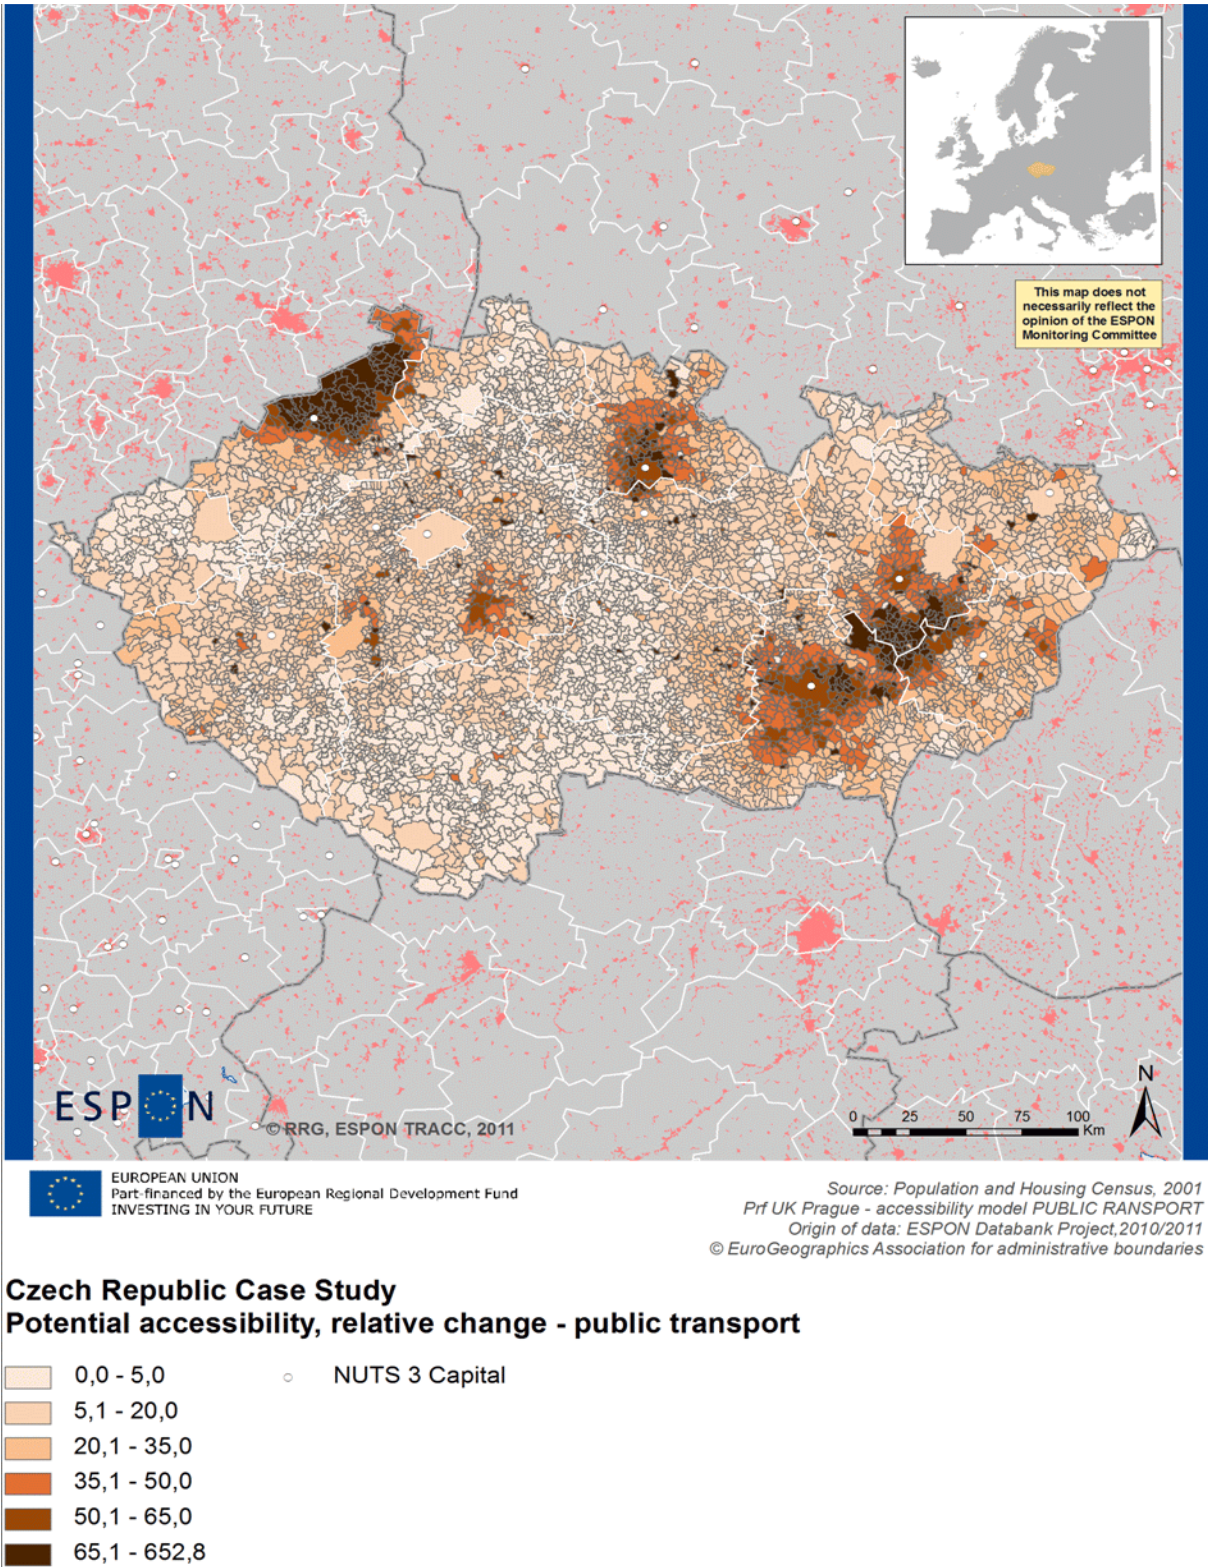 This map does not
necessarily reflect the
opinion of the ESPON
Monitoring Committee
N
0 25 50 75 100
Km
ESPON
© RRG, ESPON TRACC, 2011
EUROPEAN UNION
Part-financed by the European Regional Development Fund
INVESTING IN YOUR FUTURE
Source: Population and Housing Census, 2001
Prf UK Prague - accessibility model PUBLIC RANSPORT
Origin of data: ESPON Databank Project,2010/2011
© EuroGeographics Association for administrative boundaries
Czech Republic Case Study
Potential accessibility, relative change - public transport
0,0 - 5,0
NUTS 3 Capital
5,1 - 20,0
20,1 - 35,0
35,1 - 50,0
50,1 - 65,0
65,1 - 652,8